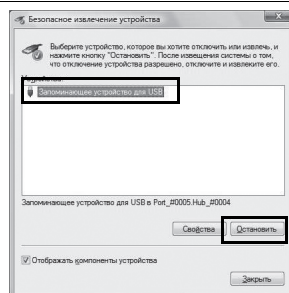 Безопасное извлечение устройства
Выберите устройство, которое вы хотите отключить или извлечь, и
нажмите кнопку "Остановить". После извещения системы о том,
что отключение устройства разрешено, отключите и извлеките его.
Устройства:
Запоминающее устройство для USB
Запоминающее устройство для USB в Port_#0005.Hub_#0004
Свойства
Остановить
Отображать компоненты устройства
Закрыть